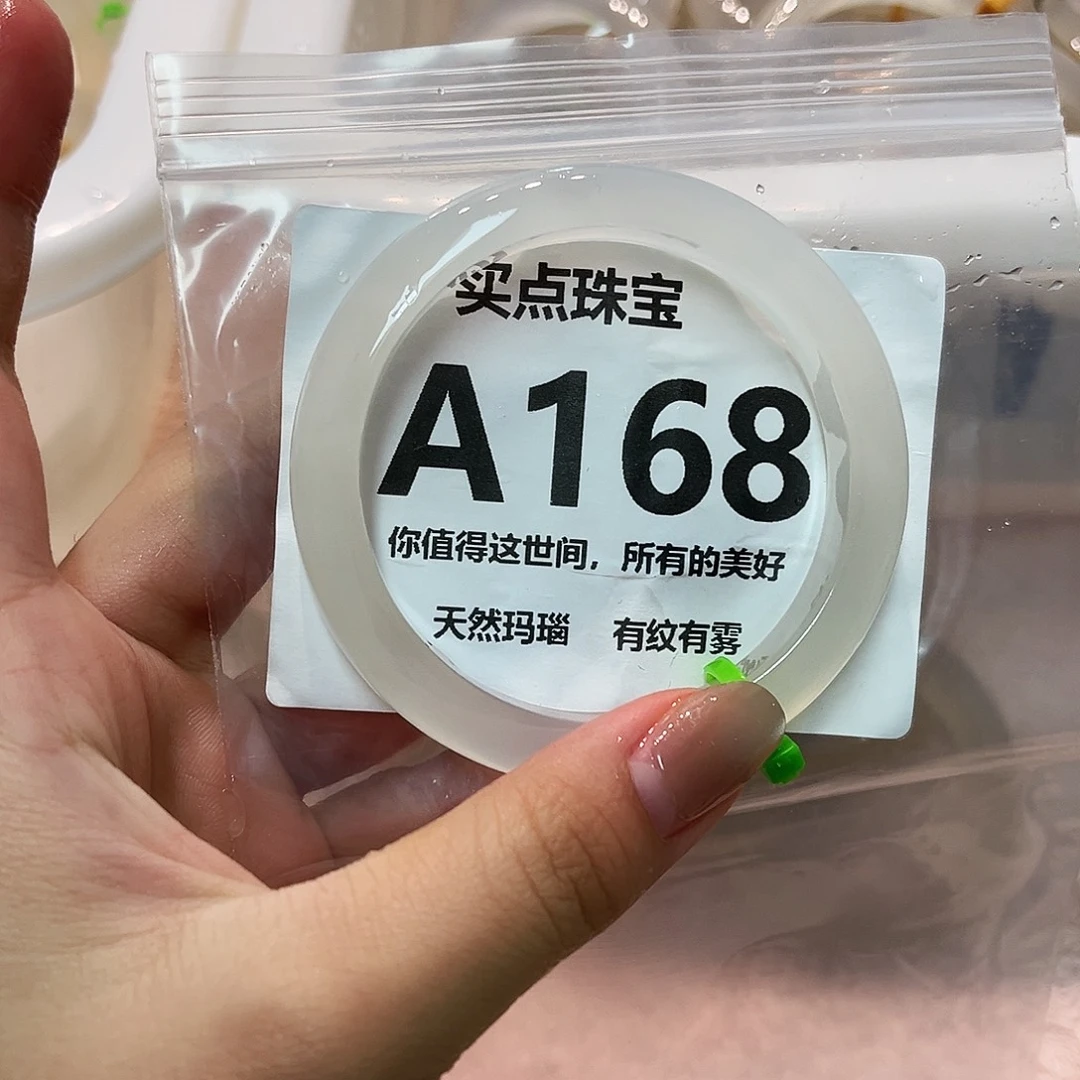 买点珠宝
A168
你值得这世间，所有的美好
天然玛瑙 有纹有雾